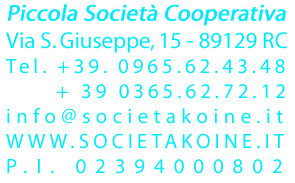 Piccola Società Cooperativa
Via S. Giuseppe, 15 - 89129 RC
Tel. +39. 0965.62.43.48
+ 39 0365.62.72.12
info@societakoine.it
WWW.SOCIETAKOINE.IT
P.I. 02394000802